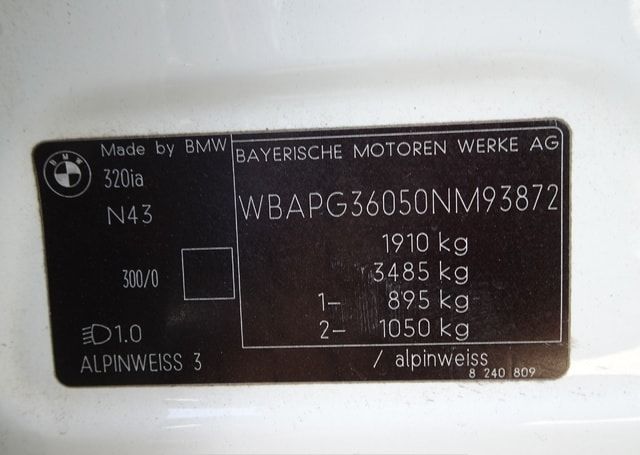 BMW
Made by BMW
320ia
N43
300/0
1.0
ALPINWEISS 3
BAYERISCHE MOTOREN WERKE AG
WBAPG36050NM93872
1910 kg
3485 kg
1- 895 kg
2- 1050 kg
/ alpinweiss
8 240 809